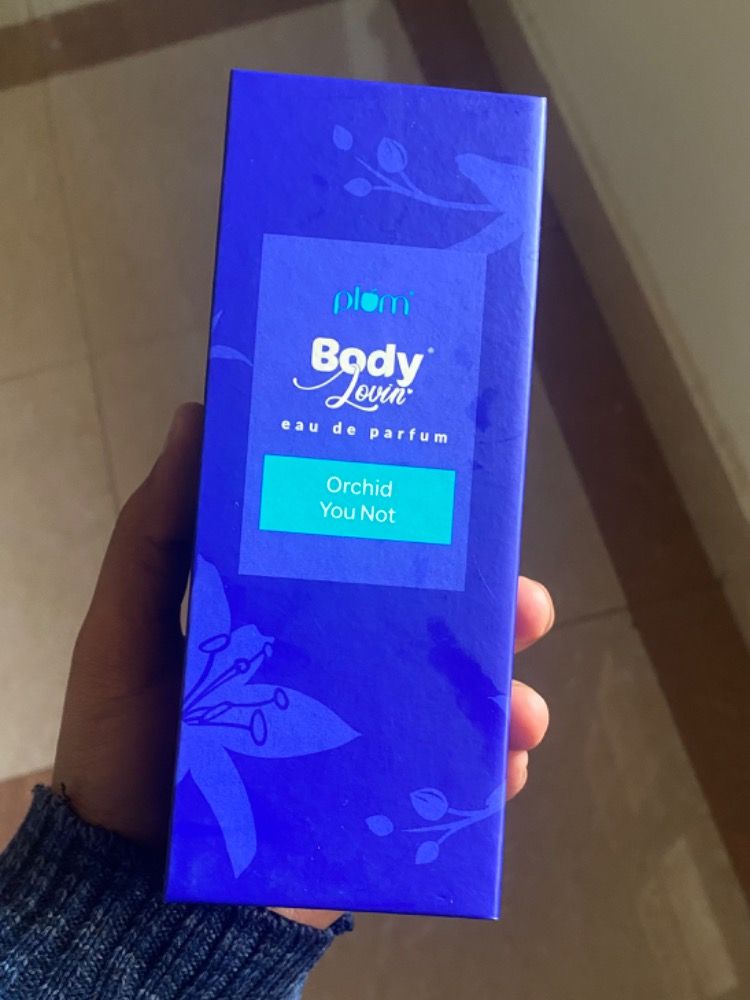 plum
Body
Lovin'
eau de parfum
Orchid
You Not